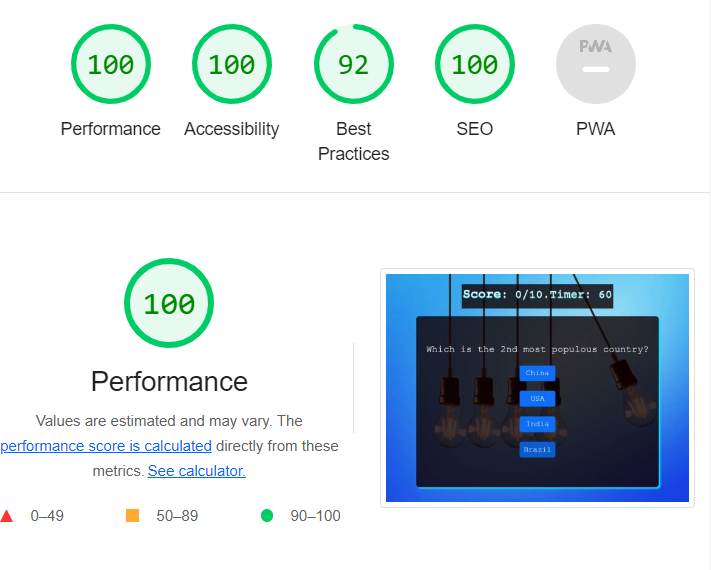 100
100
92
100
PWA
Performance
Accessibility
Best
Practices
SEO
PWA
100
Performance
Values are estimated and may vary. The
performance score is calculated directly from these
metrics. See calculator.
0–49
50–89
90–100
Score: 0/10.Timer: 60
Which is the 2nd most populous country?
China
USA
India
Brazil